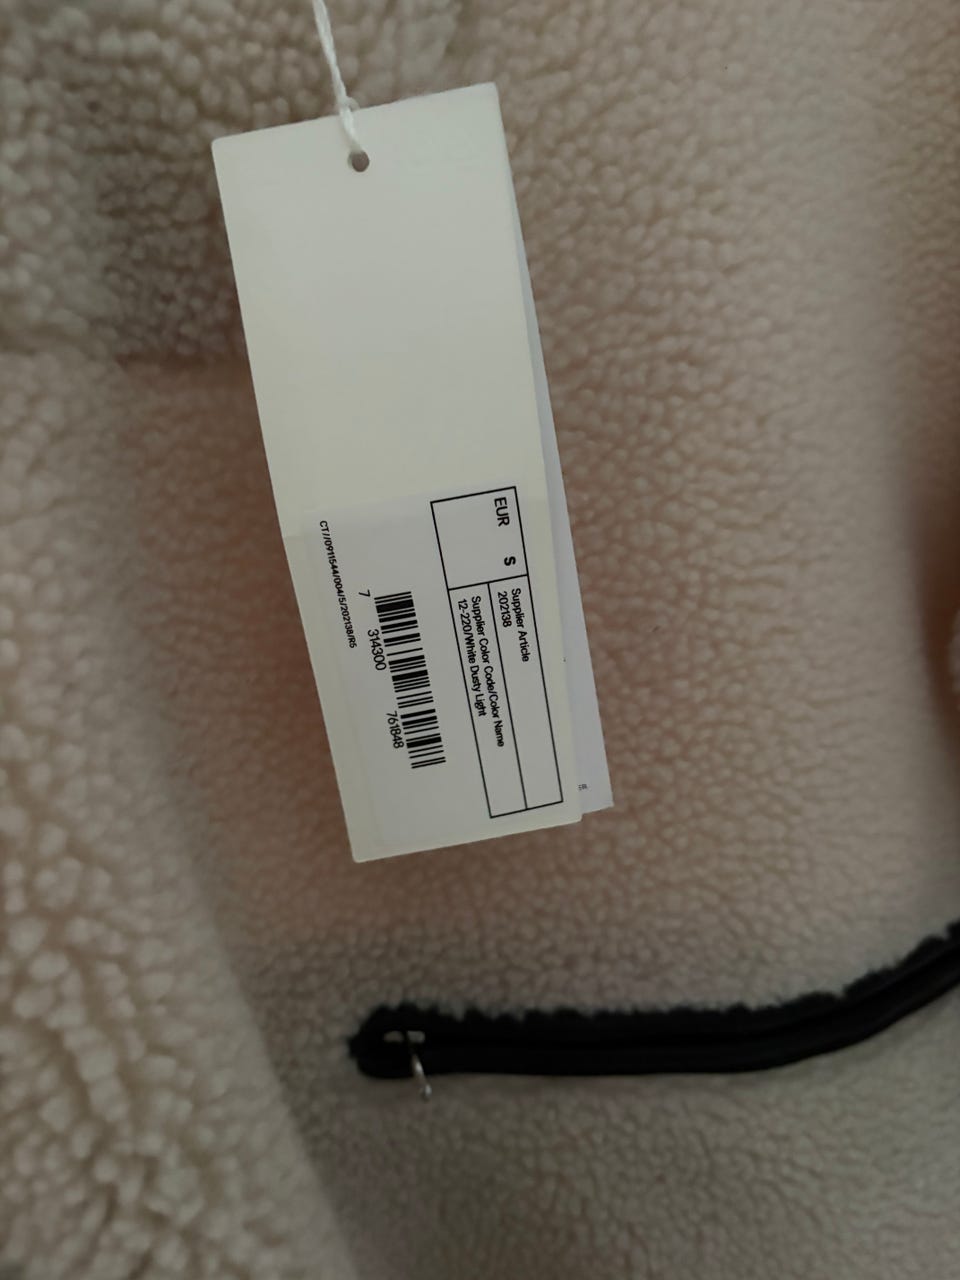 EUR S
Supplier Article
202138
Supplier Color Code/Color Name
12-220/White Dusty Light
7 314300 761848
CT//0911544/004/5/202138/R5